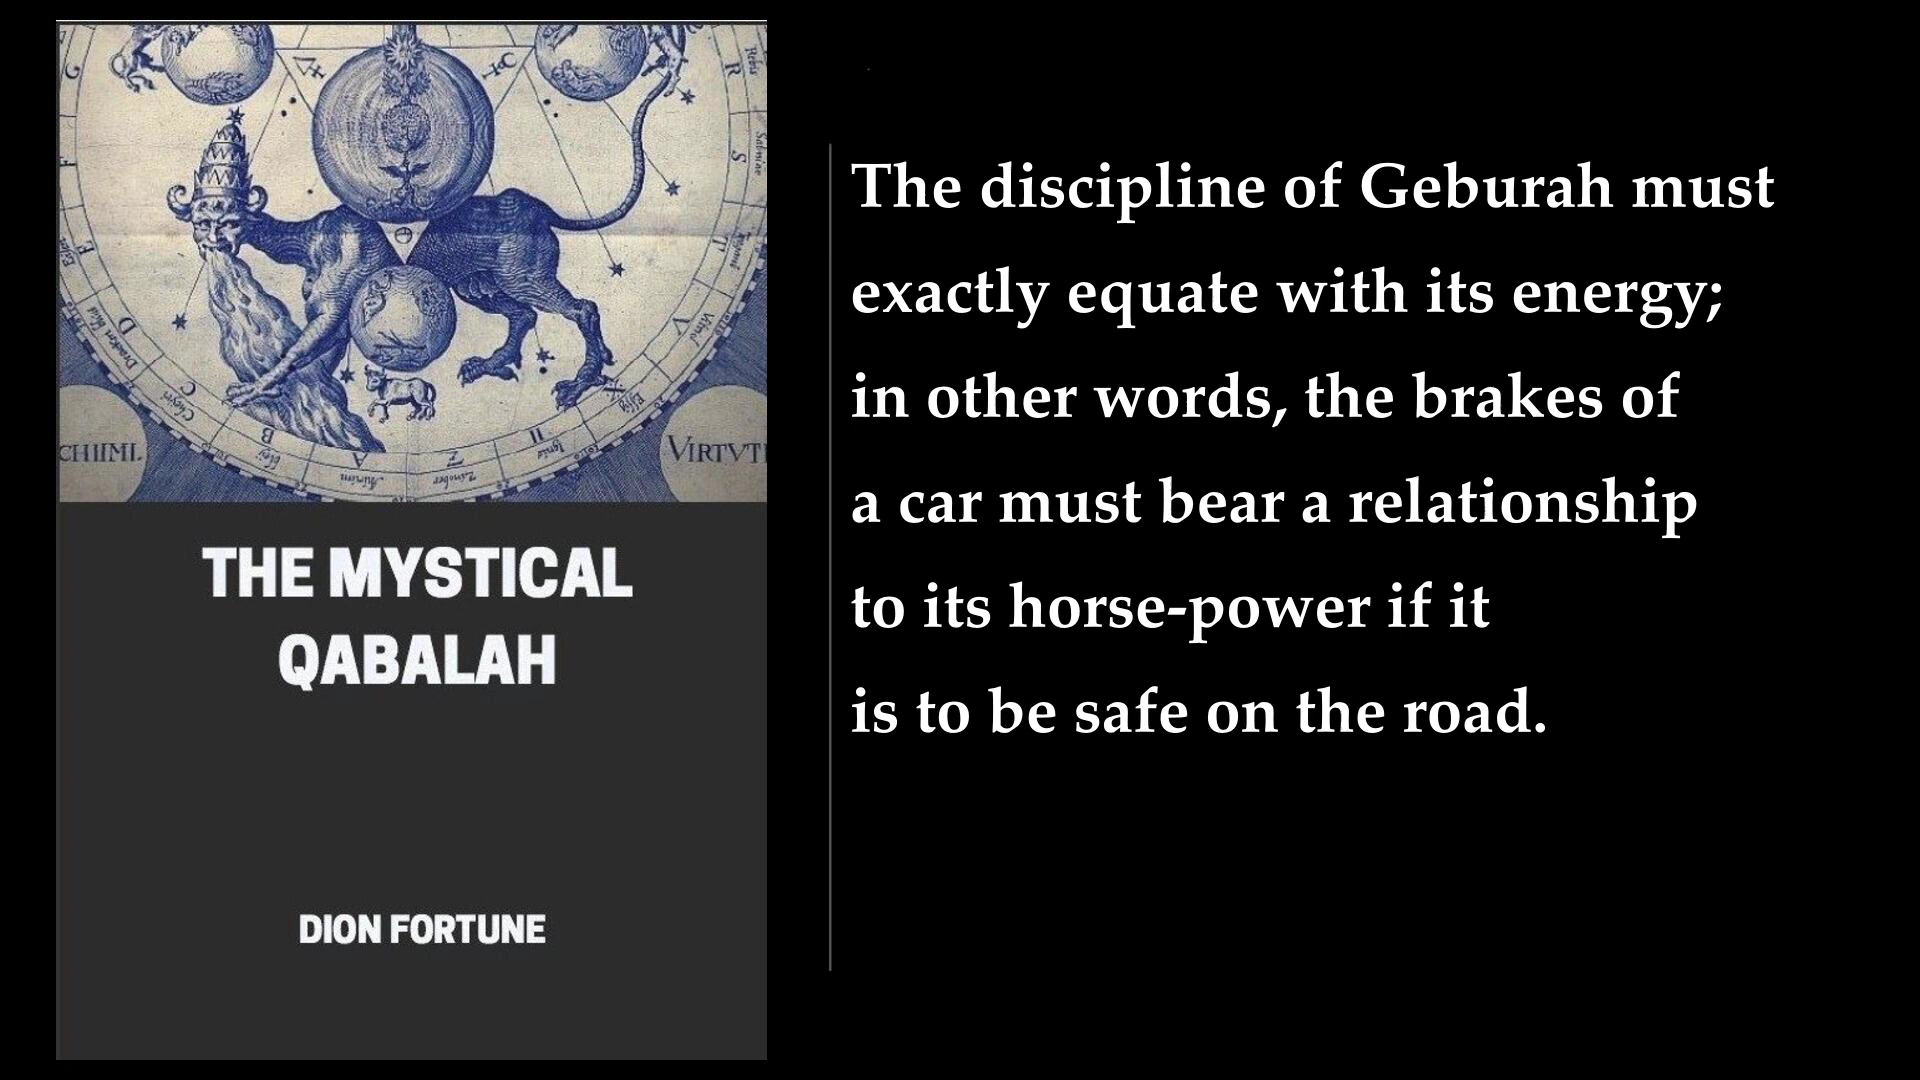 CHIIMI.
VIRTVTI
THE MYSTICAL
QABALAH
DION FORTUNE
The discipline of Geburah must
exactly equate with its energy;
in other words, the brakes of
a car must bear a relationship
to its horse-power if it
is to be safe on the road.